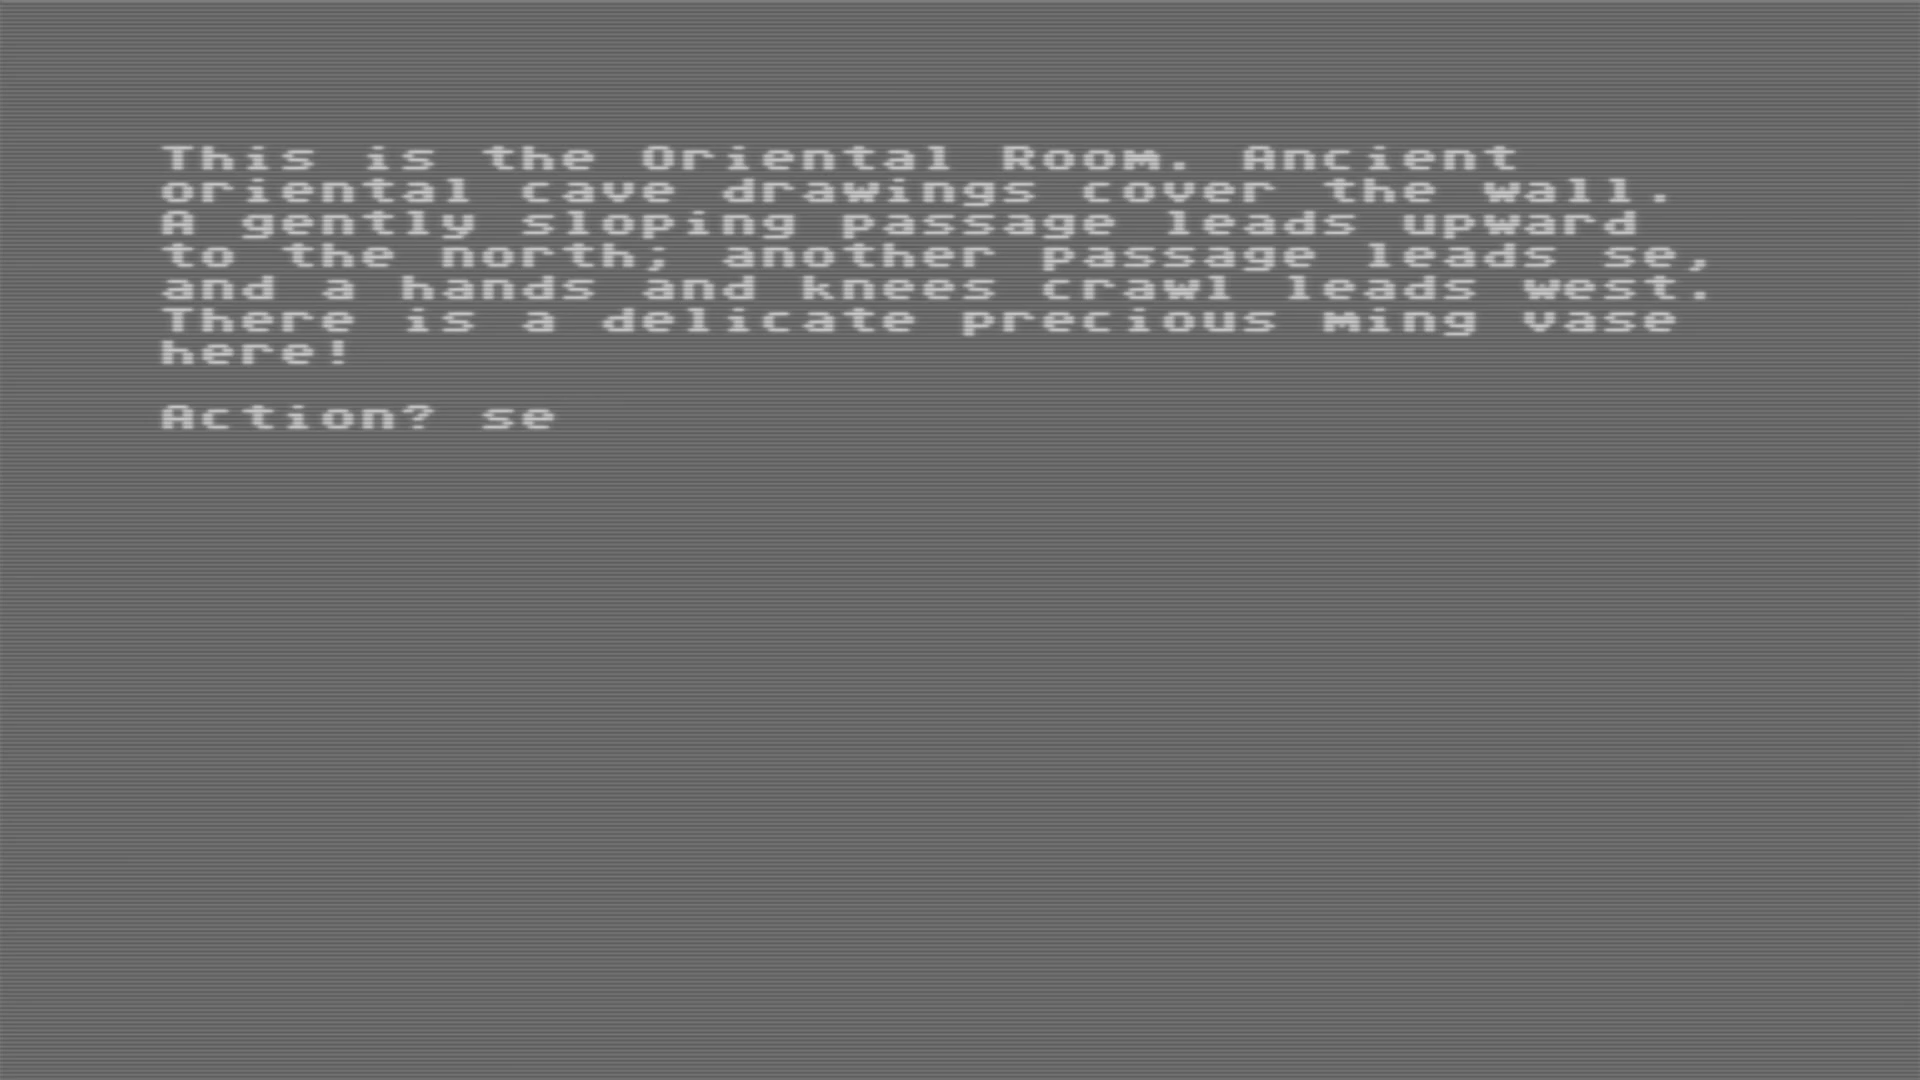 This is the Oriental Room. Ancient
oriental cave drawings cover the wall.
A gently sloping passage leads upward
to the north; another passage leads se,
and a hands and knees crawl leads west.
There is a delicate precious Ming vase
here!
Action? se